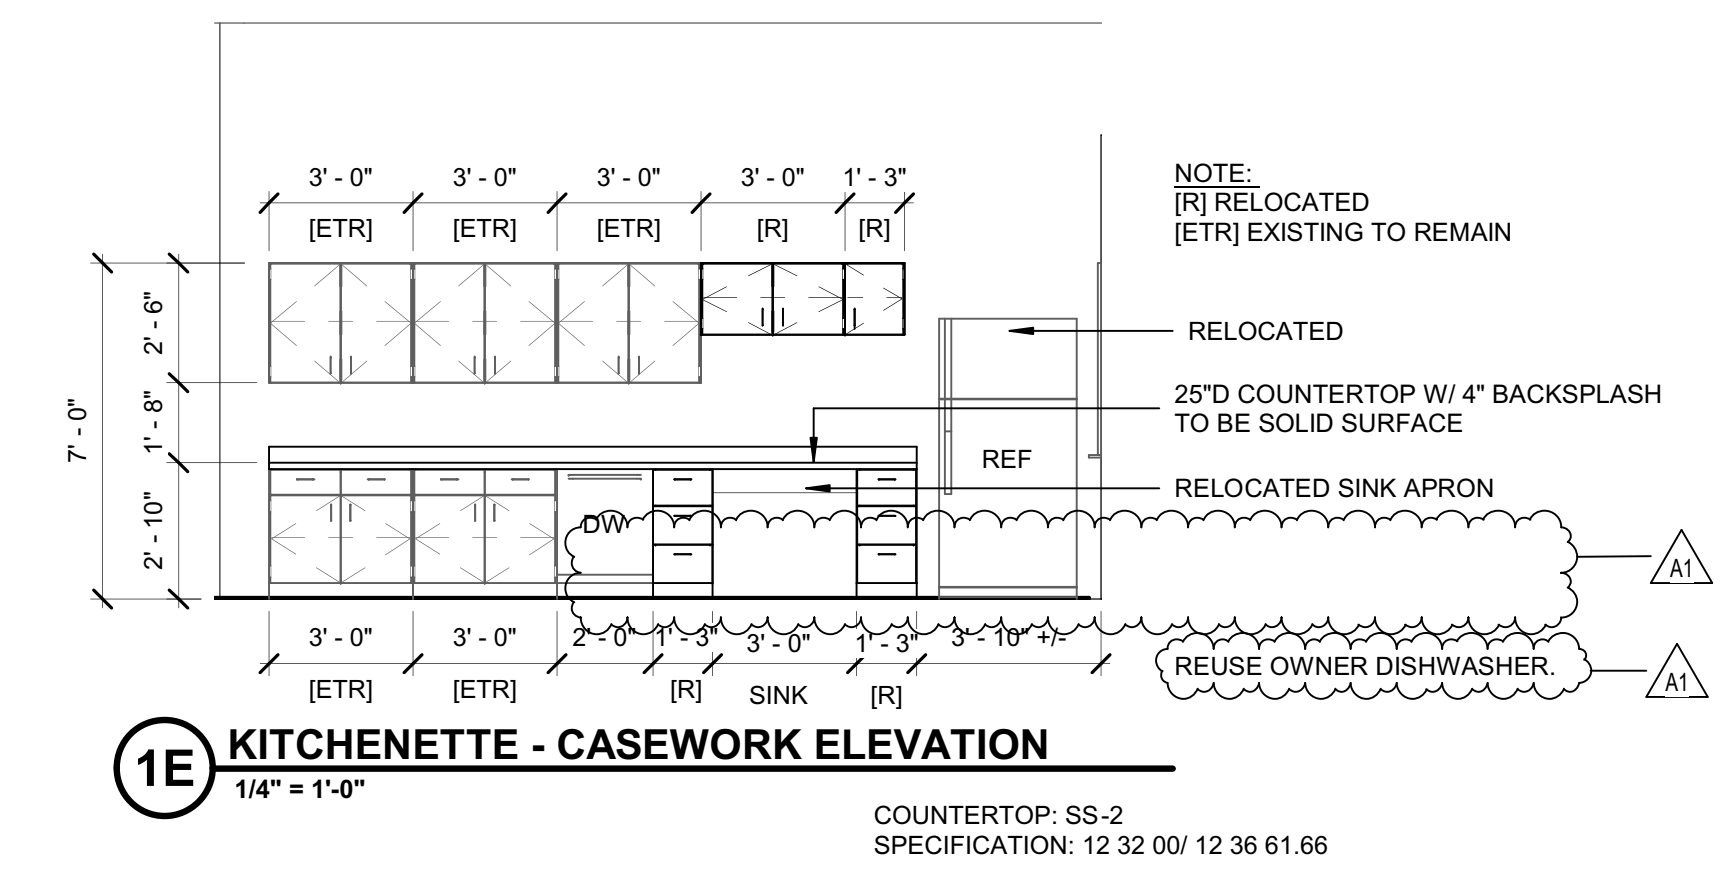 3' - 0" 3' - 0" 3' - 0" 3' - 0" 1' - 3"
[ETR] [ETR] [ETR] [R] [R]
NOTE:
[R] RELOCATED
[ETR] EXISTING TO REMAIN
7' - 0"
2' - 6"
1' - 8"
2' - 10"
RELOCATED
25"D COUNTERTOP W/ 4" BACKSPLASH
TO BE SOLID SURFACE
REF
RELOCATED SINK APRON
DW
A1
3' - 0" 3' - 0" 2' - 0" 1' - 3" 3' - 0" 1' - 3" 3' - 10" +/-
[ETR] [ETR] [R] SINK [R]
REUSE OWNER DISHWASHER.
A1
1E
KITCHENETTE - CASEWORK ELEVATION
1/4" = 1'-0"
COUNTERTOP: SS-2
SPECIFICATION: 12 32 00/ 12 36 61.66